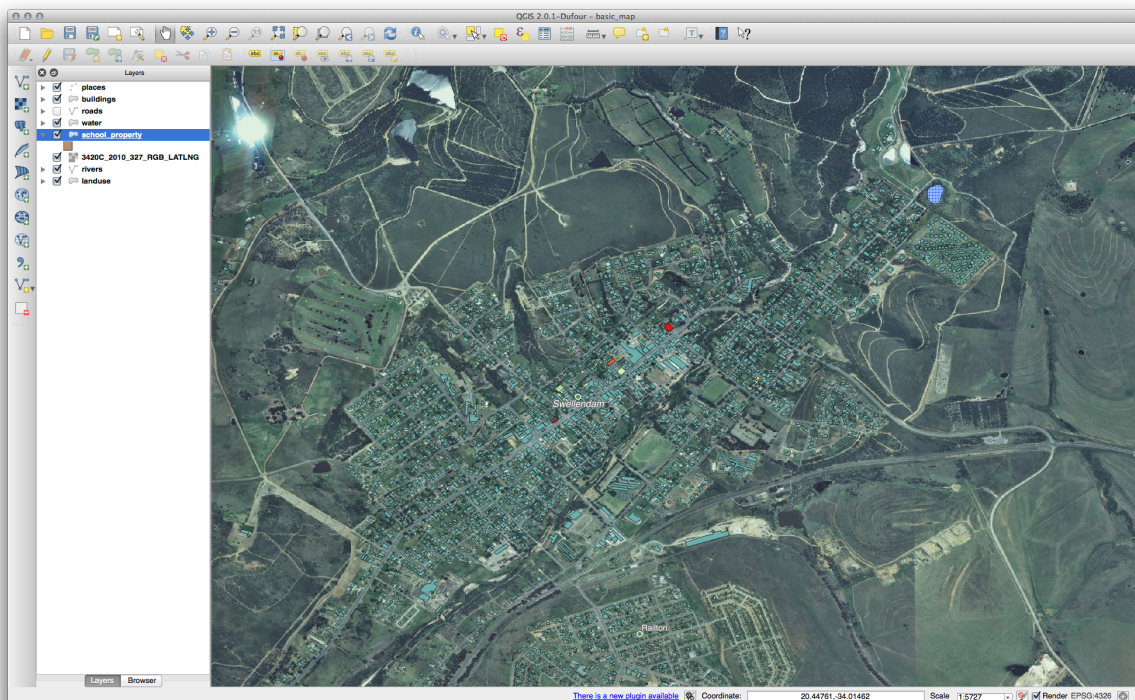 QGIS 2.0.1-Dufour - basic_map
Layers
places
buildings
roads
water
school_property
3420C_2010_327_RGB_LATLNG
rivers
landuse
Swellendam
Railton
Layers Browser
There is a new plugin available Coordinate: 20.44761,-34.01462 Scale 1:5727 Render EPSG:4326